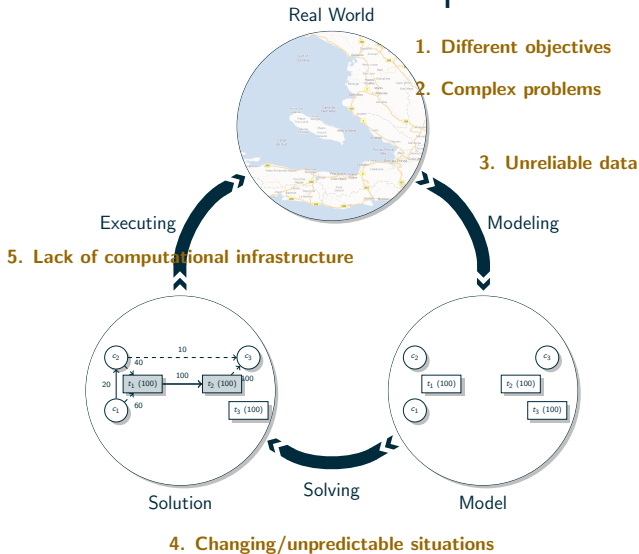 Real World
1. Different objectives
2. Complex problems
3. Unreliable data
Executing
Modeling
5. Lack of computational infrastructure
c2
10
c3
40
t1 (100)
100
t2 (100)
100
20
c1
60
t3 (100)
c2
c3
t1 (100)
t2 (100)
c1
t3 (100)
Solution
Solving
Model
4. Changing/unpredictable situations